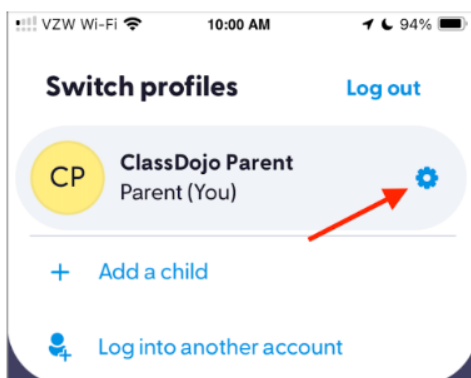 VZW Wi-Fi 10:00 AM 94%
Switch profiles Log out
CP
ClassDojo Parent
Parent (You)
+ Add a child
Log into another account